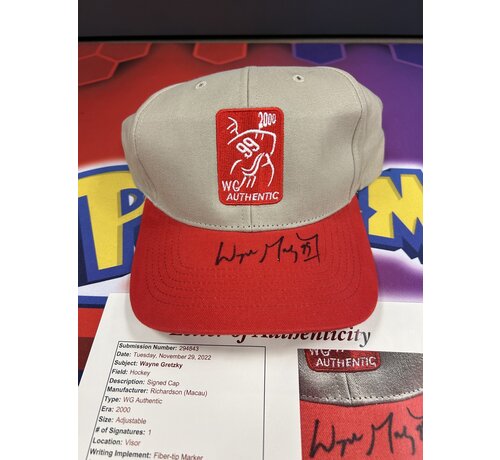 2000
99
WG
AUTHENTIC
Wayne Gretzky 99
Letter of Authenticity
Submission Number: 294843
Date: Tuesday, November 29, 2022
Subject: Wayne Gretzky
Field: Hockey
Description: Signed Cap
Manufacturer: Richardson (Macau)
Type: WG Authentic
Era: 2000
Size: Adjustable
# of Signatures: 1
Location: Visor
Writing Implement: Fiber-tip Marker
WG
AUTHENTIC
Wayne Gretzky